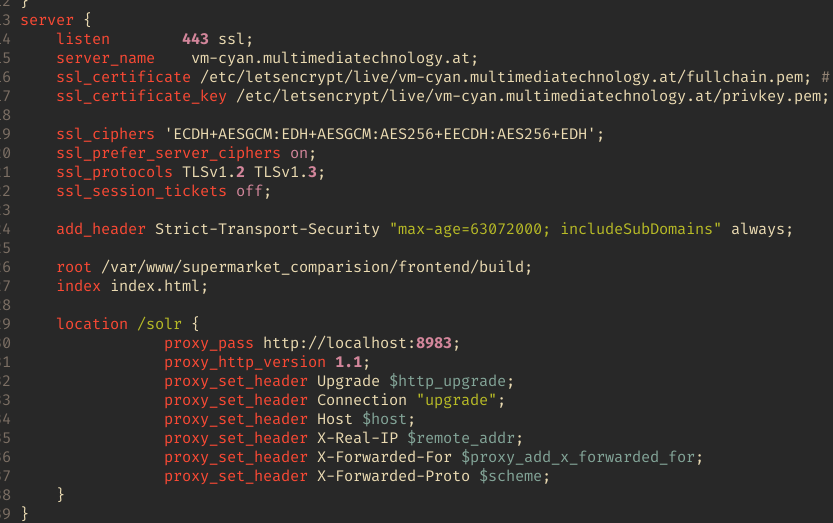 2 }
3 server {
4     listen        443 ssl;
5     server_name    vm-cyan.multimediatechnology.at;
6     ssl_certificate /etc/letsencrypt/live/vm-cyan.multimediatechnology.at/fullchain.pem; #
7     ssl_certificate_key /etc/letsencrypt/live/vm-cyan.multimediatechnology.at/privkey.pem;
8
9     ssl_ciphers 'ECDH+AESGCM:EDH+AESGCM:AES256+EECDH:AES256+EDH';
0     ssl_prefer_server_ciphers on;
1     ssl_protocols TLSv1.2 TLSv1.3;
2     ssl_session_tickets off;
3
4     add_header Strict-Transport-Security "max-age=63072000; includeSubDomains" always;
5
6     root /var/www/supermarket_comparision/frontend/build;
7     index index.html;
8
9     location /solr {
0                 proxy_pass http://localhost:8983;
1                 proxy_http_version 1.1;
2                 proxy_set_header Upgrade $http_upgrade;
3                 proxy_set_header Connection "upgrade";
4                 proxy_set_header Host $host;
5                 proxy_set_header X-Real-IP $remote_addr;
6                 proxy_set_header X-Forwarded-For $proxy_add_x_forwarded_for;
7                 proxy_set_header X-Forwarded-Proto $scheme;
8     }
9 }